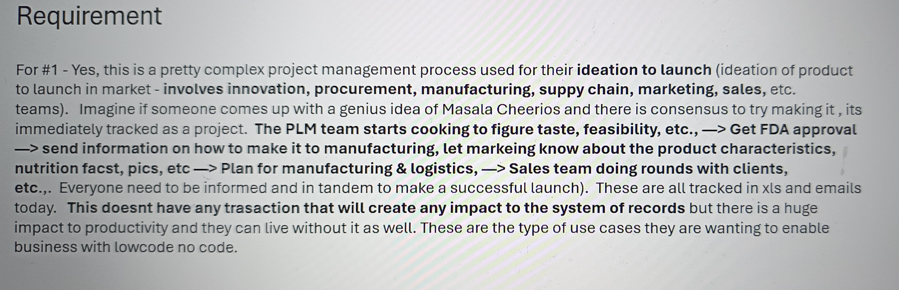 Requirement
For #1 - Yes, this is a pretty complex project management process used for their ideation to launch (ideation of product
to launch in market - involves innovation, procurement, manufacturing, suppy chain, marketing, sales, etc.
teams).  Imagine if someone comes up with a genius idea of Masala Cheerios and there is consensus to try making it , its
immediately tracked as a project.  The PLM team starts cooking to figure taste, feasibility, etc., —> Get FDA approval
—> send information on how to make it to manufacturing, let markeing know about the product characteristics,
nutrition facst, pics, etc —> Plan for manufacturing & logistics, —> Sales team doing rounds with clients,
etc.,.  Everyone need to be informed and in tandem to make a successful launch).  These are all tracked in xls and emails
today.  This doesnt have any trasaction that will create any impact to the system of records but there is a huge
impact to productivity and they can live without it as well. These are the type of use cases they are wanting to enable
business with lowcode no code.